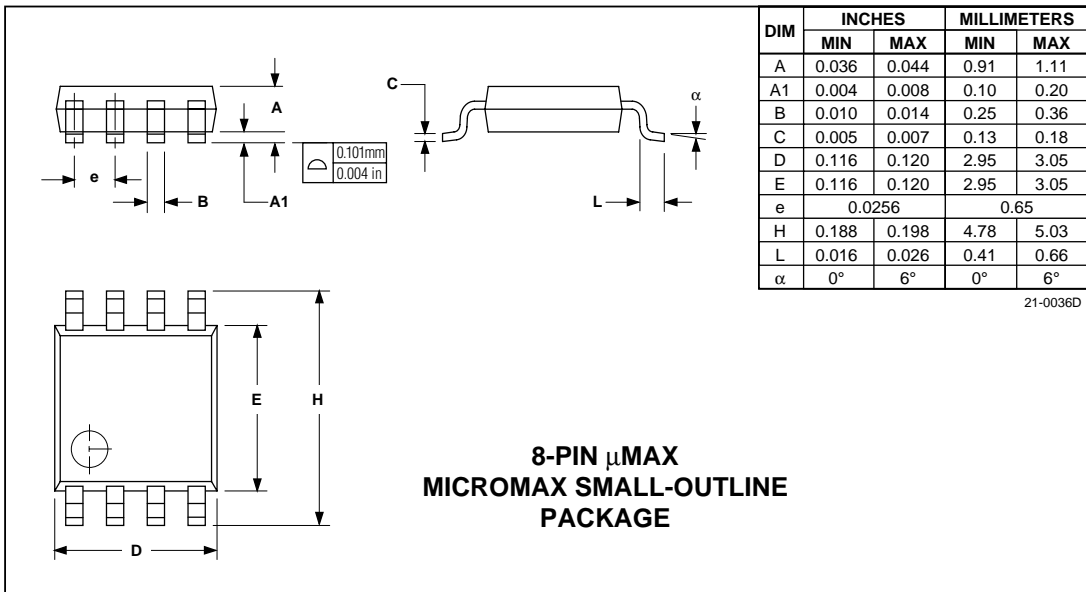 DIM INCHES MILLIMETERS
MIN MAX MIN MAX
A 0.036 0.044 0.91 1.11
A1 0.004 0.008 0.10 0.20
B 0.010 0.014 0.25 0.36
C 0.005 0.007 0.13 0.18
D 0.116 0.120 2.95 3.05
E 0.116 0.120 2.95 3.05
e 0.0256 0.65
H 0.188 0.198 4.78 5.03
L 0.016 0.026 0.41 0.66
α 0° 6° 0° 6°
21-0036D
A
e
B
A1
0.101mm
0.004 in
C
α
L
E
H
D
8-PIN µMAX
MICROMAX SMALL-OUTLINE
PACKAGE